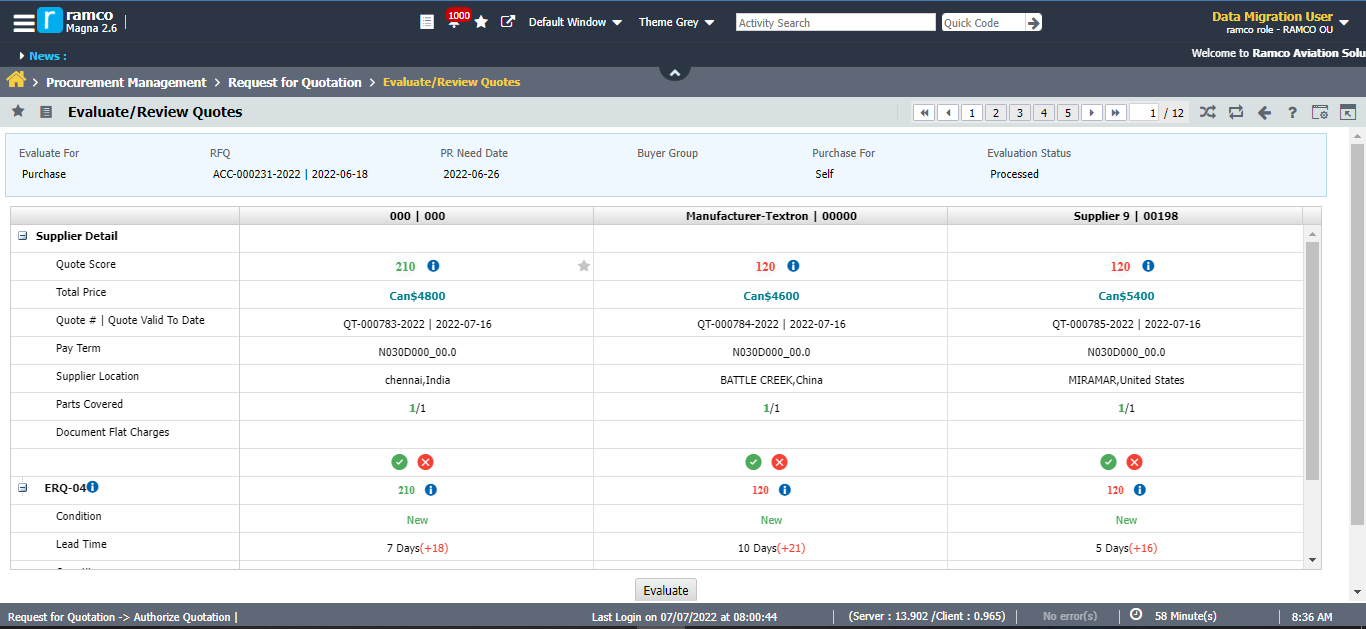 ramco
Magna 2.6
1000
Default Window
Theme Grey
Activity Search
Quick Code
Data Migration User
ramco role - RAMCO OU
News :
Welcome to Ramco Aviation Solu
Procurement Management > Request for Quotation > Evaluate/Review Quotes
Evaluate/Review Quotes
1 2 3 4 5 1 / 12
Evaluate For RFQ PR Need Date Buyer Group Purchase For Evaluation Status
Purchase ACC-000231-2022 | 2022-06-18 2022-06-26 Self Processed
000 | 000 Manufacturer-Textron | 00000 Supplier 9 | 00198
Supplier Detail
Quote Score 210 120 120
Total Price Can$4800 Can$4600 Can$5400
Quote # | Quote Valid To Date QT-000783-2022 | 2022-07-16 QT-000784-2022 | 2022-07-16 QT-000785-2022 | 2022-07-16
Pay Term N030D000_00.0 N030D000_00.0 N030D000_00.0
Supplier Location chennai,India BATTLE CREEK,China MIRAMAR,United States
Parts Covered 1/1 1/1 1/1
Document Flat Charges
ERQ-04 210 120 120
Condition New New New
Lead Time 7 Days(+18) 10 Days(+21) 5 Days(+16)
Evaluate
Request for Quotation -> Authorize Quotation | Last Login on 07/07/2022 at 08:00:44 (Server : 13.902 /Client : 0.965) No error(s) 58 Minute(s) 8:36 AM